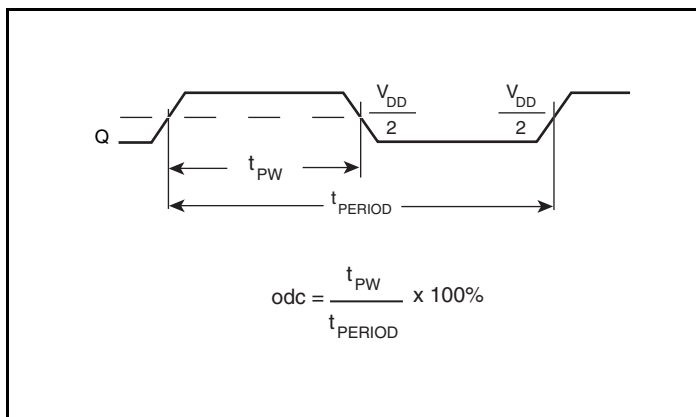 V_DD
2
V_DD
2
Q
t_PW
t_PERIOD
odc = t_PW / t_PERIOD x 100%